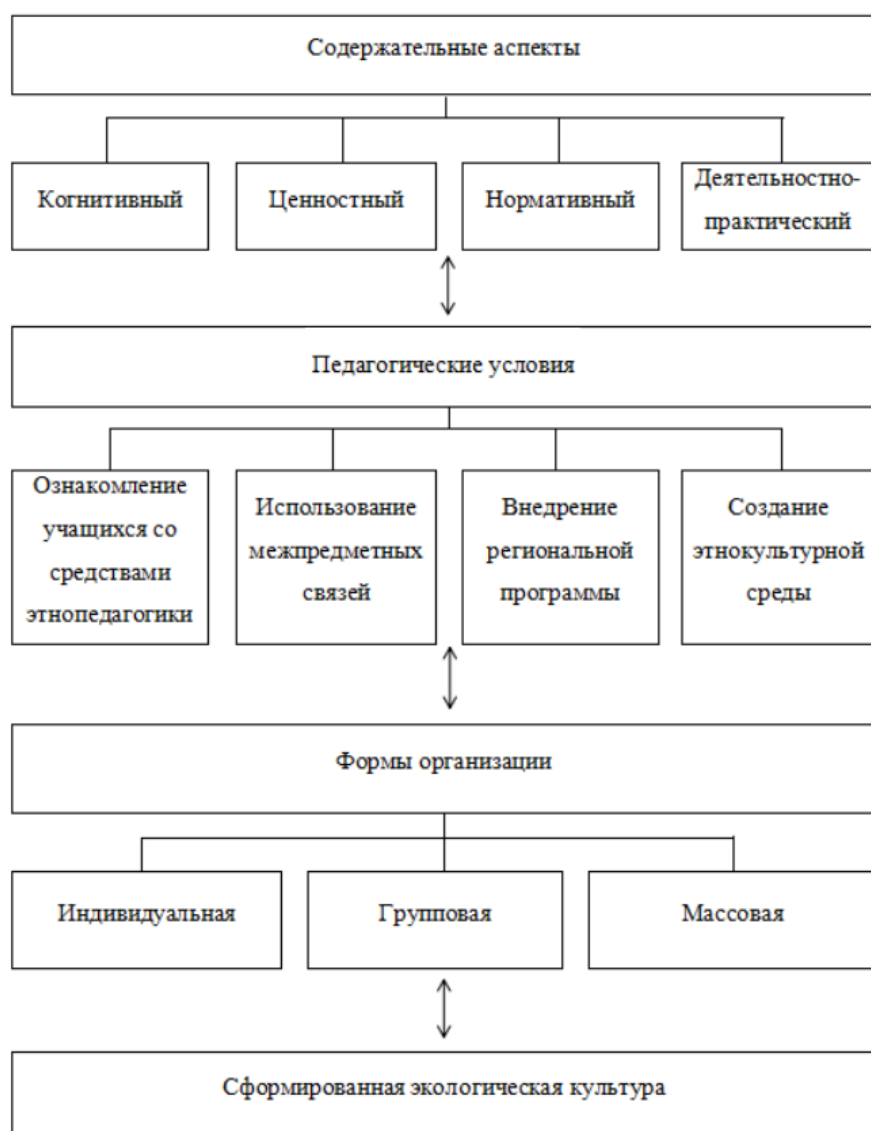 Содержательные аспекты
Когнитивный
Ценностный
Нормативный
Деятельностно-
практический
Педагогические условия
Ознакомление
учащихся со
средствами
этнопедагогики
Использование
межпредметных
связей
Внедрение
региональной
программы
Создание
этнокультурной
среды
Формы организации
Индивидуальная
Групповая
Массовая
Сформированная экологическая культура